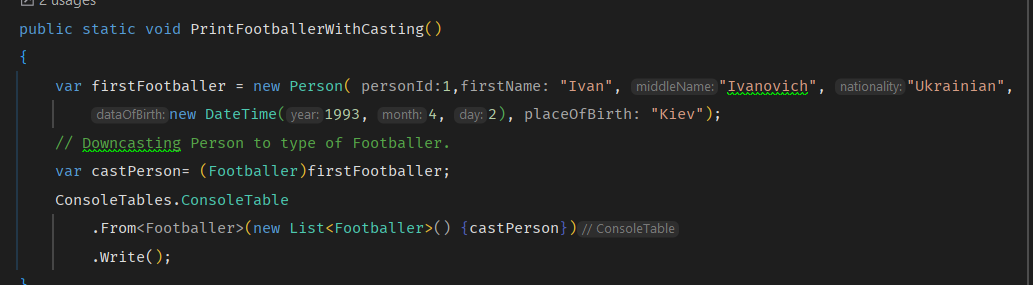 2 usages
public static void PrintFootballerWithCasting()
{
var firstFootballer = new Person( personId:1,firstName: "Ivan", middleName:"Ivanovich", nationality:"Ukrainian",
dataOfBirth:new DateTime(year:1993, month:4, day:2), placeOfBirth: "Kiev");
// Downcasting Person to type of Footballer.
var castPerson= (Footballer)firstFootballer;
ConsoleTables.ConsoleTable
.From<Footballer>(new List<Footballer>() {castPerson}) // ConsoleTable
.Write();
}